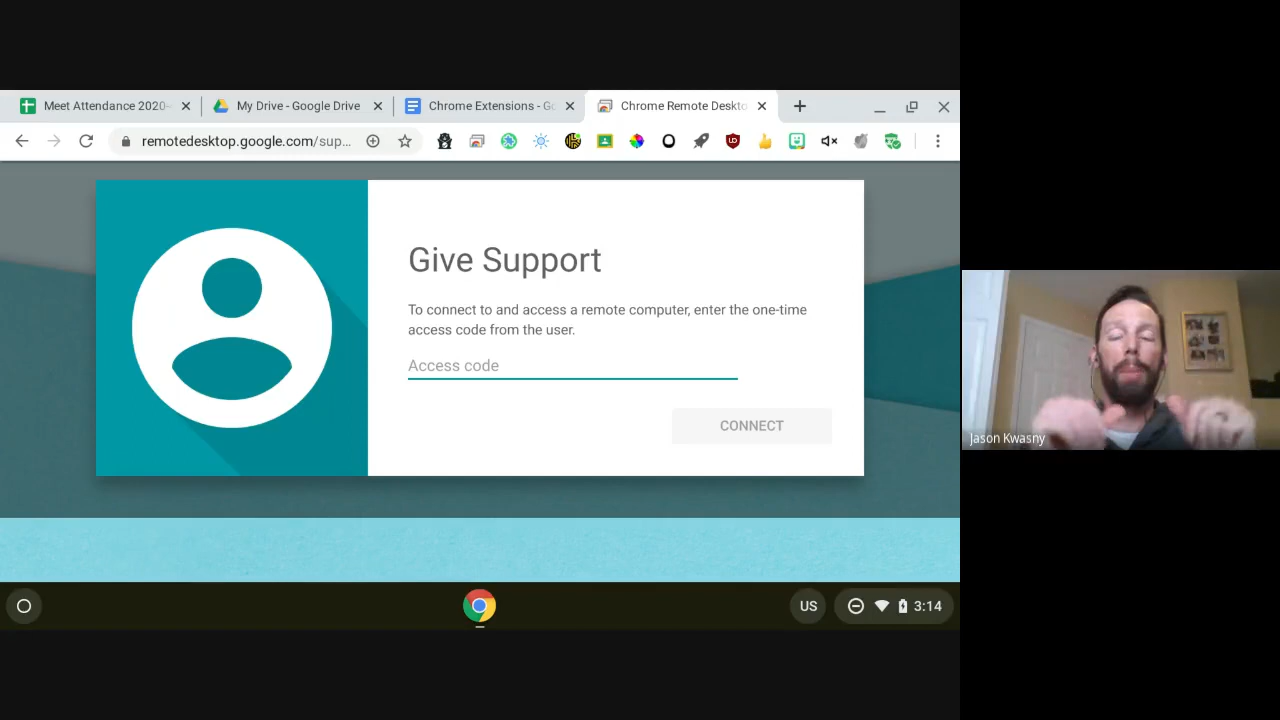 Meet Attendance 2020-
My Drive - Google Drive
Chrome Extensions - Go
Chrome Remote Deskto
remotedesktop.google.com/sup...
UD
Give Support
To connect to and access a remote computer, enter the one-time
access code from the user.
Access code
CONNECT
Jason Kwasny
US
3:14